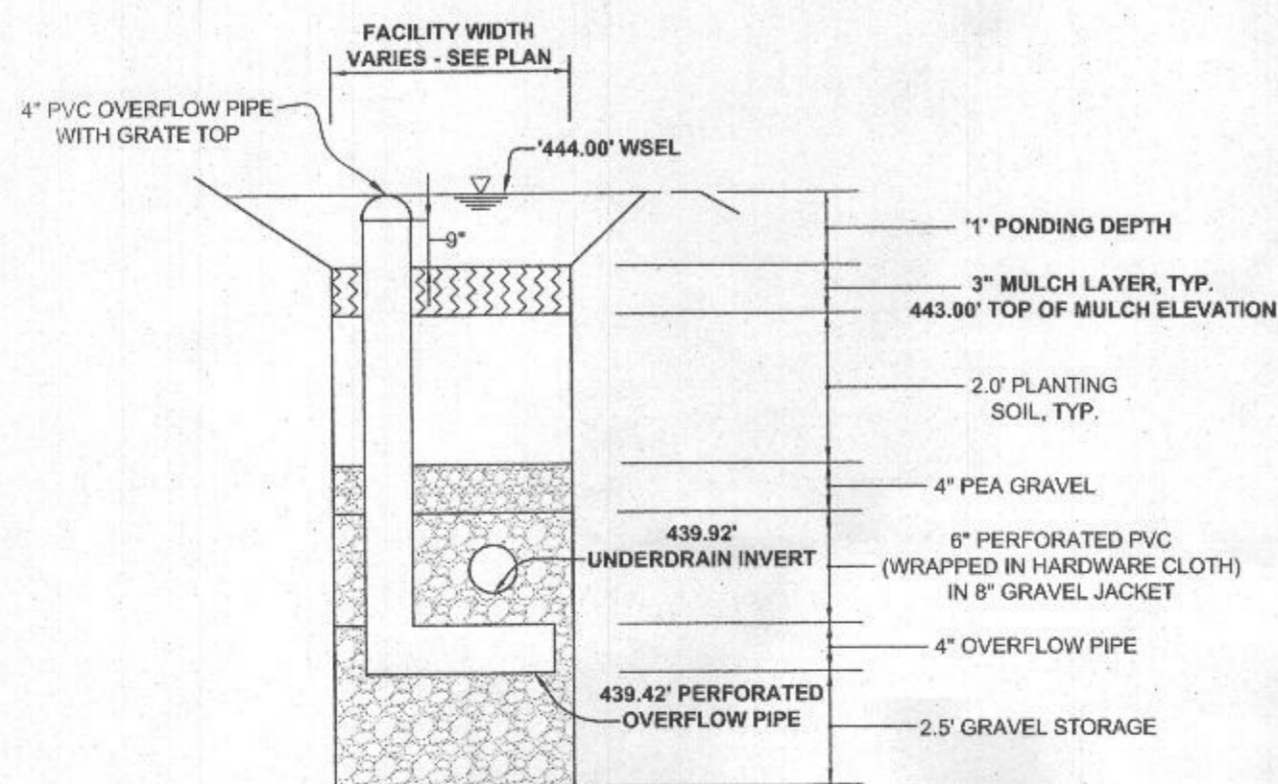 FACILITY WIDTH
VARIES - SEE PLAN
4" PVC OVERFLOW PIPE
WITH GRATE TOP
'444.00' WSEL
9"
'1' PONDING DEPTH
3" MULCH LAYER, TYP.
443.00' TOP OF MULCH ELEVATION
2.0' PLANTING
SOIL, TYP.
4" PEA GRAVEL
439.92'
UNDERDRAIN INVERT
6" PERFORATED PVC
(WRAPPED IN HARDWARE CLOTH)
IN 8" GRAVEL JACKET
4" OVERFLOW PIPE
439.42' PERFORATED
OVERFLOW PIPE
2.5' GRAVEL STORAGE